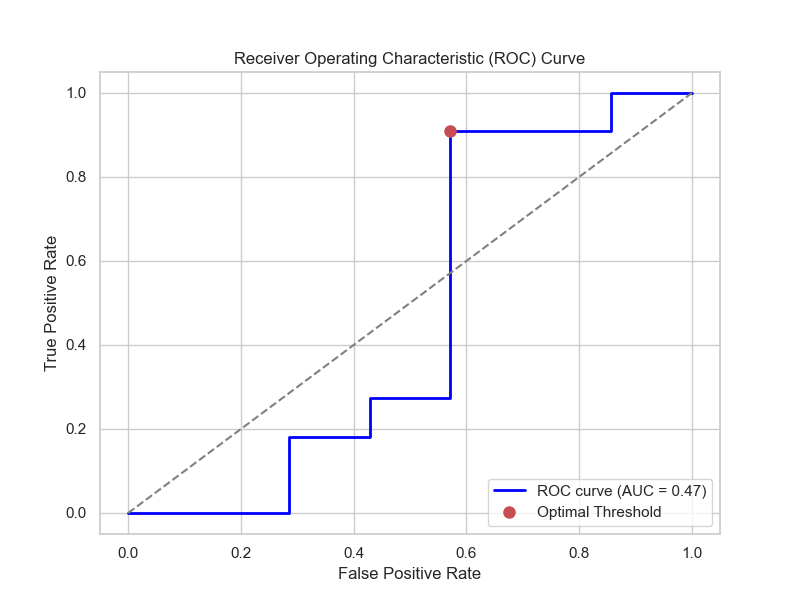 Receiver Operating Characteristic (ROC) Curve
1.0
0.8
0.6
0.4
0.2
0.0
True Positive Rate
0.0 0.2 0.4 0.6 0.8 1.0
False Positive Rate
ROC curve (AUC = 0.47)
Optimal Threshold